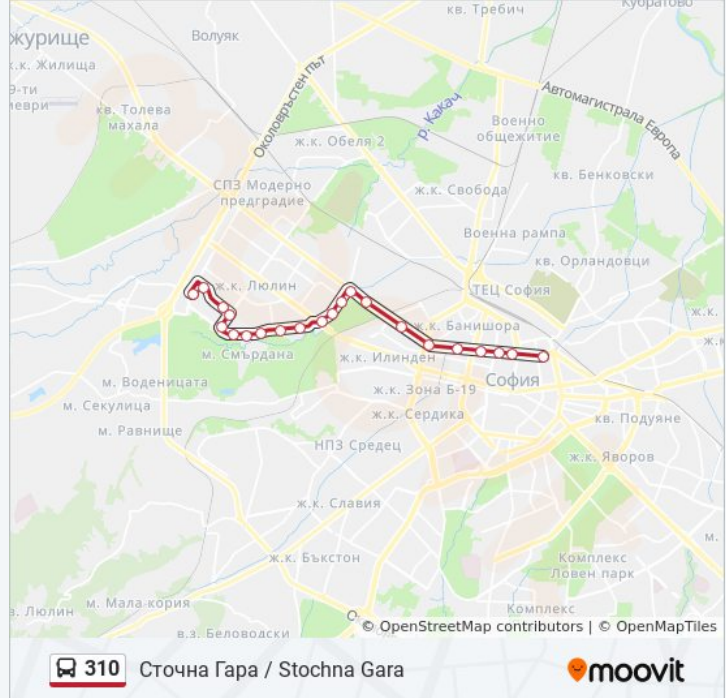 кв. Требич
Кубратово
журище
Волуяк
ж.к. Жилища
9-ти
кв. Толева
махала
Околовръстен път
р. Какач
Автомагистрала Европа
Военно
общежитие
ж.к. Обеля 2
СПЗ Модерно
предградие
ж.к. Свобода
кв. Бенковски
Военна рампа
кв. Орландовци
ж.к. Люлин
ТЕЦ София
ж.к.
ж.к. Банишора
м. Смърдана
ж.к. Илинден
ж.к.
м. Воденицата
ж.к. Зона Б-19
София
м. Секулица
ж.к. Сердика
кв. Подуяне
м. Равнище
НПЗ Средец
ж.к. Яворов
ж.к. Славия
м.
ж.к. Бъкстон
Комплекс
Ловен парк
в. Люлин
м. Мала кория
Комплекс
в.з. Беловодски
© OpenStreetMap contributors | © OpenMapTiles
310
Сточна Гара / Stochna Gara
moovit